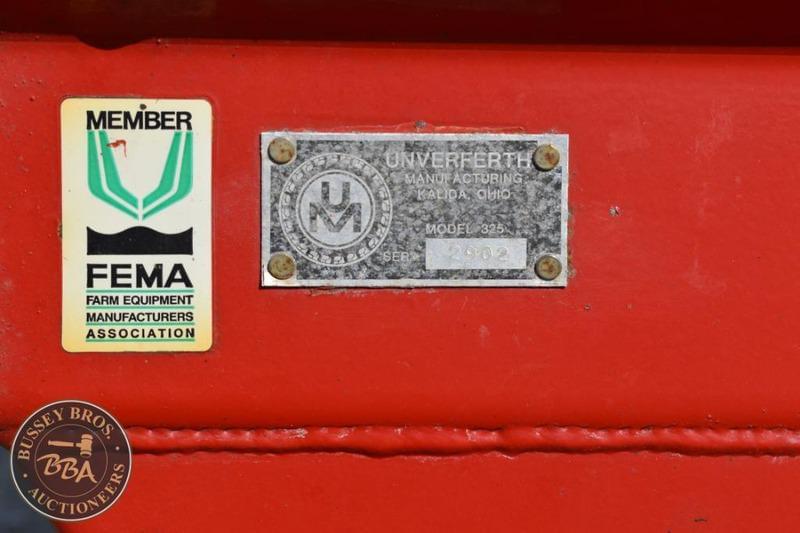 MEMBER
FEMA
FARM EQUIPMENT
MANUFACTURERS
ASSOCIATION
UM
UNVERFERTH
MANUFACTURING
KALIDA, OHIO
MODEL 325
SER# 2902
BUSSEY BROS.
BBA
AUCTIONEERS